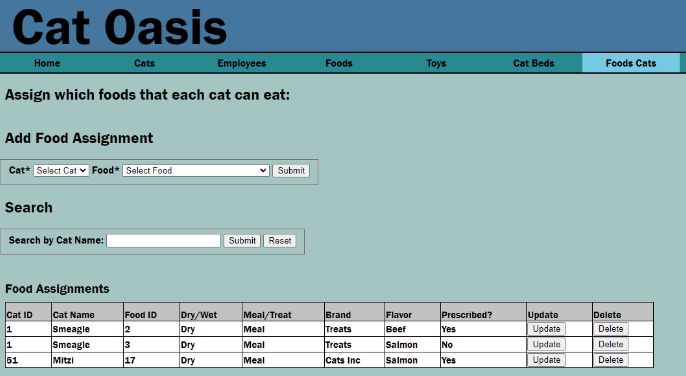 Cat Oasis
Home Cats Employees Foods Toys Cat Beds Foods Cats
Assign which foods that each cat can eat:
Add Food Assignment
Cat* Select Cat Food* Select Food Submit
Search
Search by Cat Name: Submit Reset
Food Assignments
Cat ID Cat Name Food ID Dry/Wet Meal/Treat Brand Flavor Prescribed? Update Delete
1 Smeagle 2 Dry Meal Treats Beef Yes Update Delete
1 Smeagle 3 Dry Meal Treats Salmon No Update Delete
51 Mitzi 17 Dry Meal Cats Inc Salmon Yes Update Delete